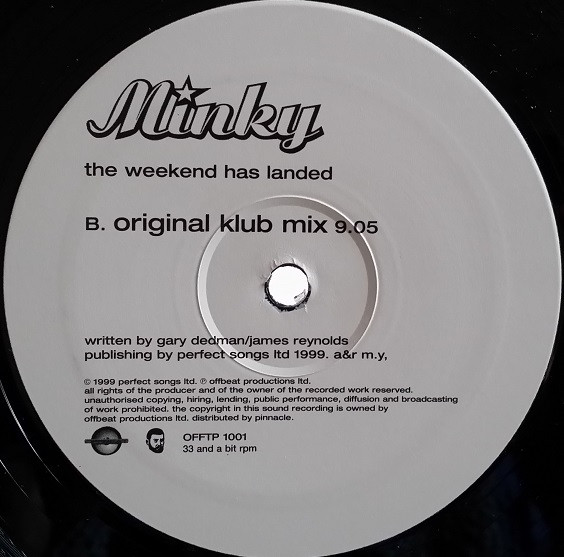 Minky
the weekend has landed
B. original klub mix 9.05
written by gary dedman/james reynolds
publishing by perfect songs ltd 1999. a&r m.y,
© 1999 perfect songs ltd. ℗ offbeat productions ltd.
all rights of the producer and of the owner of the recorded work reserved.
unauthorised copying, hiring, lending, public performance, diffusion and broadcasting
of work prohibited. the copyright in this sound recording is owned by
offbeat productions ltd. distributed by pinnacle.
OFFTP 1001
33 and a bit rpm